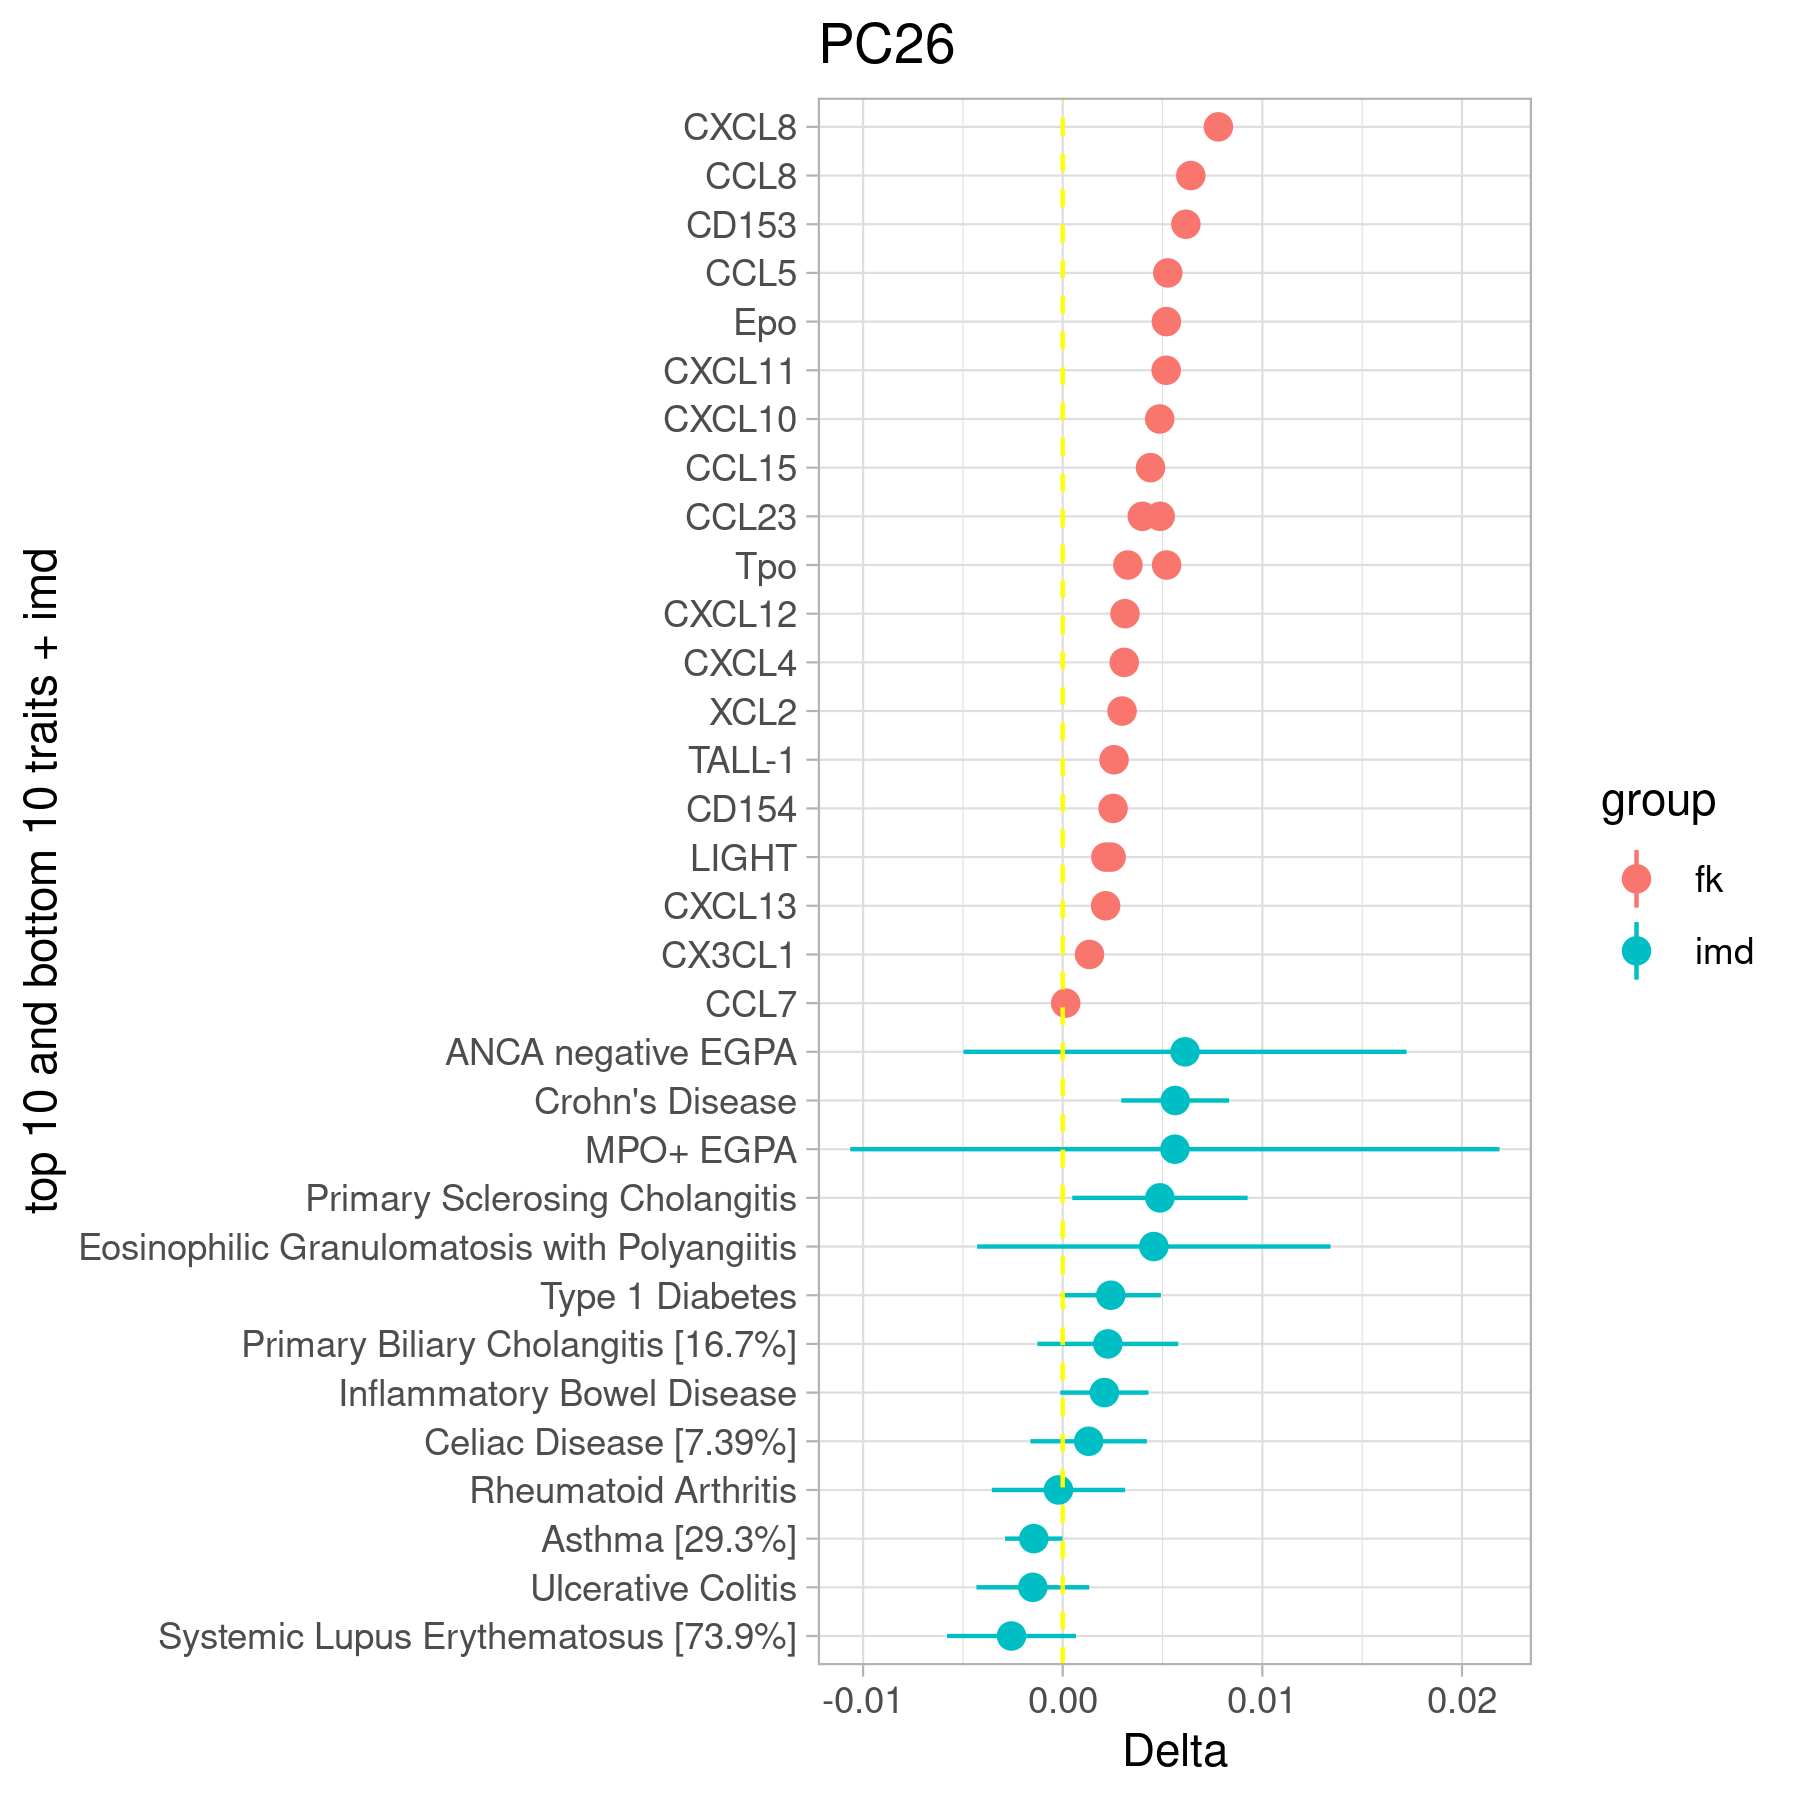 PC26
CXCL8
CCL8
CD153
CCL5
Epo
CXCL11
CXCL10
CCL15
CCL23
Tpo
CXCL12
CXCL4
XCL2
TALL-1
CD154
LIGHT
CXCL13
CX3CL1
CCL7
ANCA negative EGPA
Crohn's Disease
MPO+ EGPA
Primary Sclerosing Cholangitis
Eosinophilic Granulomatosis with Polyangiitis
Type 1 Diabetes
Primary Biliary Cholangitis [16.7%]
Inflammatory Bowel Disease
Celiac Disease [7.39%]
Rheumatoid Arthritis
Asthma [29.3%]
Ulcerative Colitis
Systemic Lupus Erythematosus [73.9%]
top 10 and bottom 10 traits + imd
-0.01 0.00 0.01 0.02
Delta
group
fk
imd